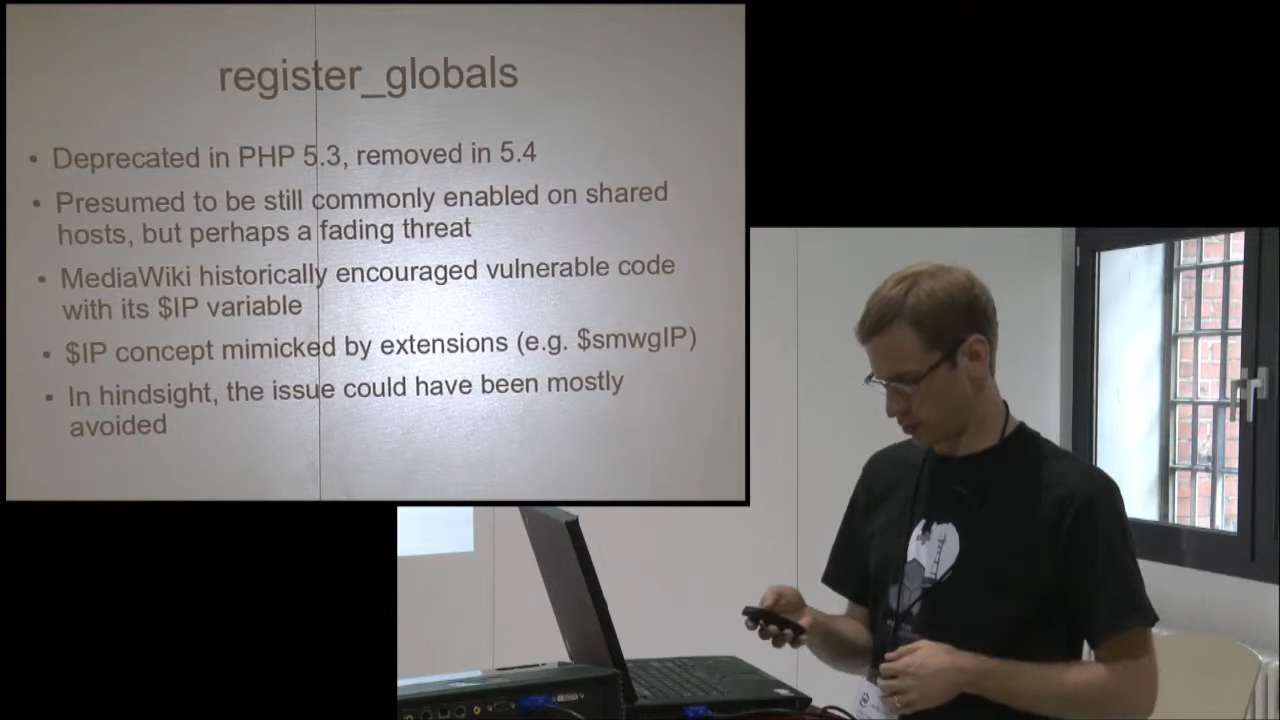 register_globals
• Deprecated in PHP 5.3, removed in 5.4
• Presumed to be still commonly enabled on shared
hosts, but perhaps a fading threat
• MediaWiki historically encouraged vulnerable code
with its $IP variable
• $IP concept mimicked by extensions (e.g. $smwgIP)
• In hindsight, the issue could have been mostly
avoided